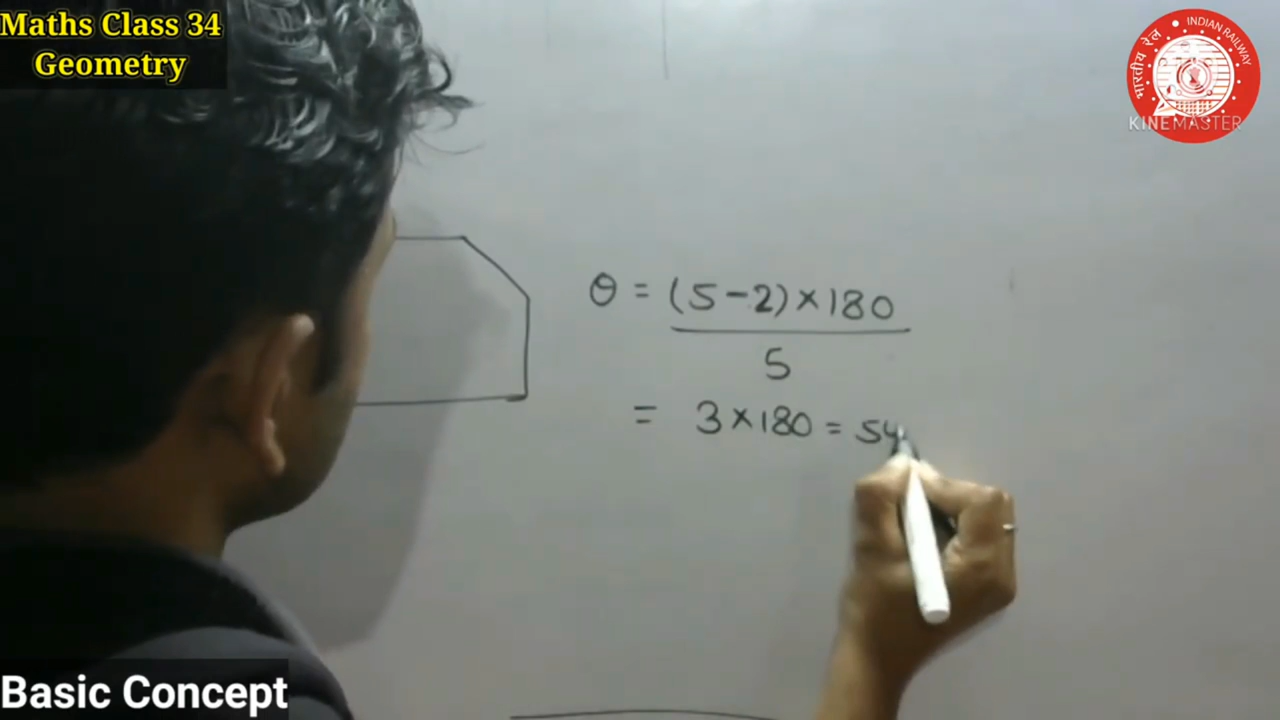 Maths Class 34
Geometry
भारतीय रेल
INDIAN RAILWAY
KINEMASTER
θ = (5-2)×180
5
= 3×180 = 54
Basic Concept